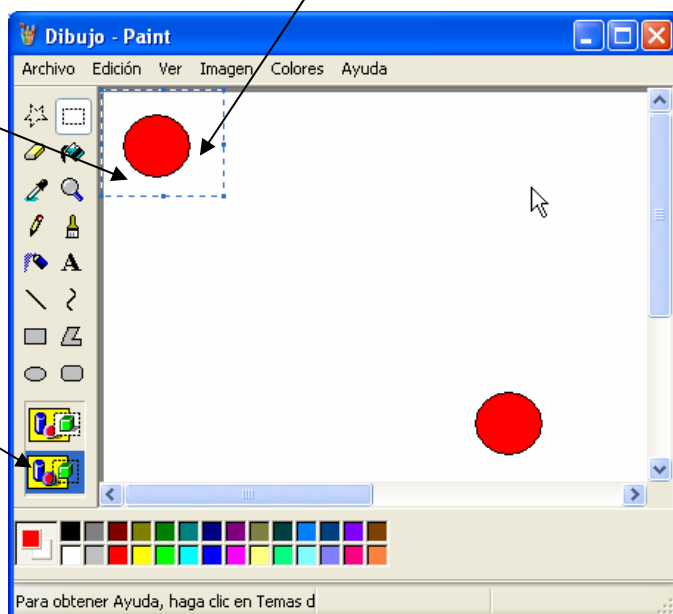 Dibujo - Paint
Archivo Edición Ver Imagen Colores Ayuda
A
Para obtener Ayuda, haga clic en Temas d